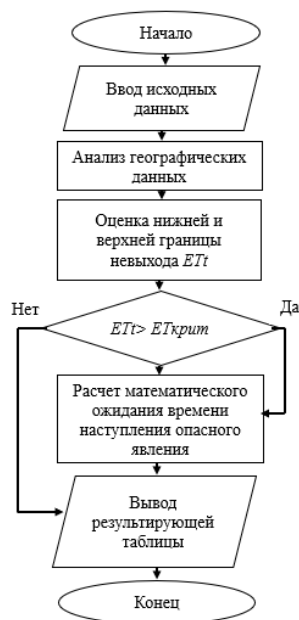 Начало
Ввод исходных
данных
Анализ географических
данных
Оценка нижней и
верхней границы
невыхода ETt
Нет
Да
ETt> ETкрит
Расчет математического
ожидания времени
наступления опасного
явления
Вывод
результирующей
таблицы
Конец